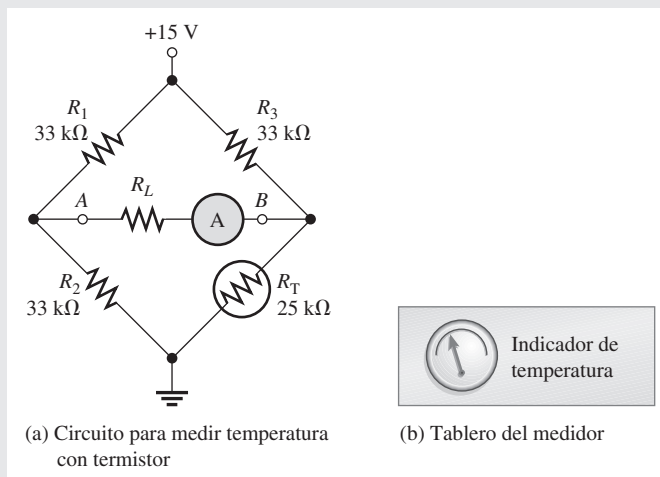 +15 V
R1
33 kΩ
R3
33 kΩ
A
RL
A
B
R2
33 kΩ
RT
25 kΩ
Indicador de
temperatura
(a) Circuito para medir temperatura
con termistor
(b) Tablero del medidor